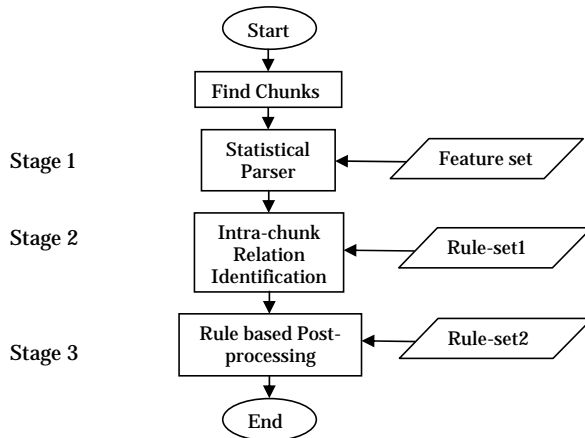 Start
Find Chunks
Stage 1
Statistical
Parser
Feature set
Stage 2
Intra-chunk
Relation
Identification
Rule-set1
Stage 3
Rule based Post-
processing
Rule-set2
End